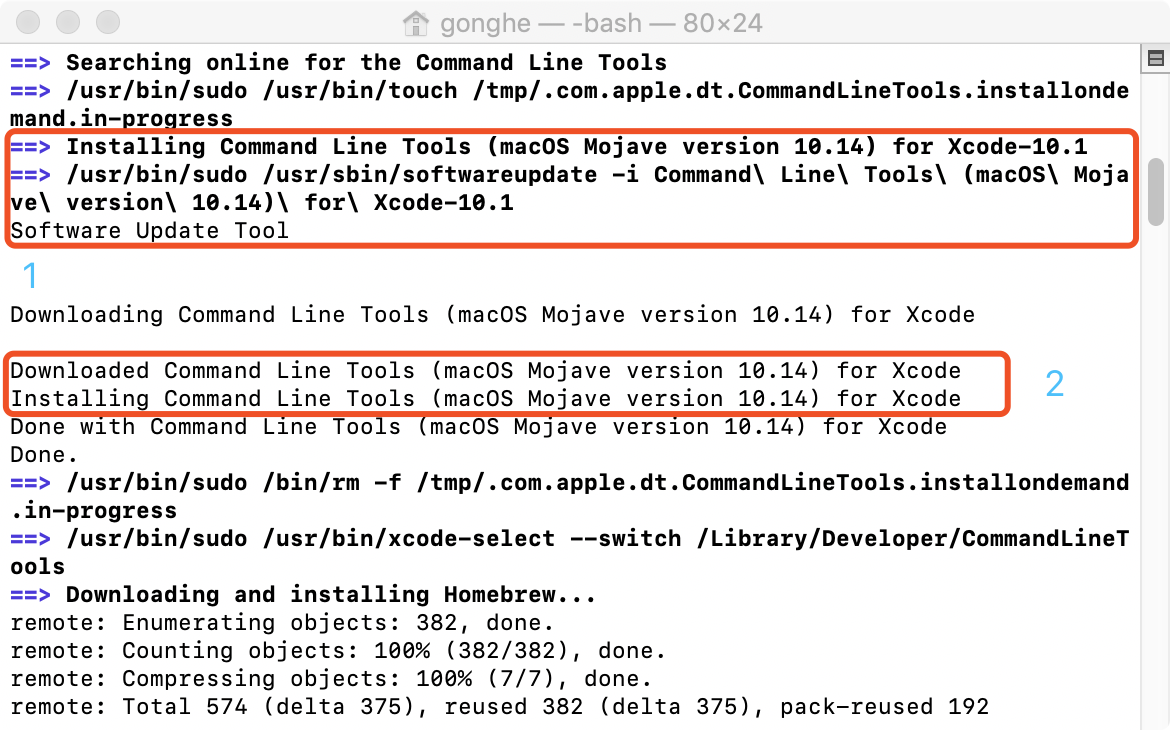 gonghe — -bash — 80×24
==> Searching online for the Command Line Tools
==> /usr/bin/sudo /usr/bin/touch /tmp/.com.apple.dt.CommandLineTools.installonde
mand.in-progress
==> Installing Command Line Tools (macOS Mojave version 10.14) for Xcode-10.1
==> /usr/bin/sudo /usr/sbin/softwareupdate -i Command\ Line\ Tools\ (macOS\ Moja
ve\ version\ 10.14)\ for\ Xcode-10.1
Software Update Tool
1
Downloading Command Line Tools (macOS Mojave version 10.14) for Xcode
Downloaded Command Line Tools (macOS Mojave version 10.14) for Xcode
2
Installing Command Line Tools (macOS Mojave version 10.14) for Xcode
Done with Command Line Tools (macOS Mojave version 10.14) for Xcode
Done.
==> /usr/bin/sudo /bin/rm -f /tmp/.com.apple.dt.CommandLineTools.installondemand
.in-progress
==> /usr/bin/sudo /usr/bin/xcode-select --switch /Library/Developer/CommandLineT
ools
==> Downloading and installing Homebrew...
remote: Enumerating objects: 382, done.
remote: Counting objects: 100% (382/382), done.
remote: Compressing objects: 100% (7/7), done.
remote: Total 574 (delta 375), reused 382 (delta 375), pack-reused 192